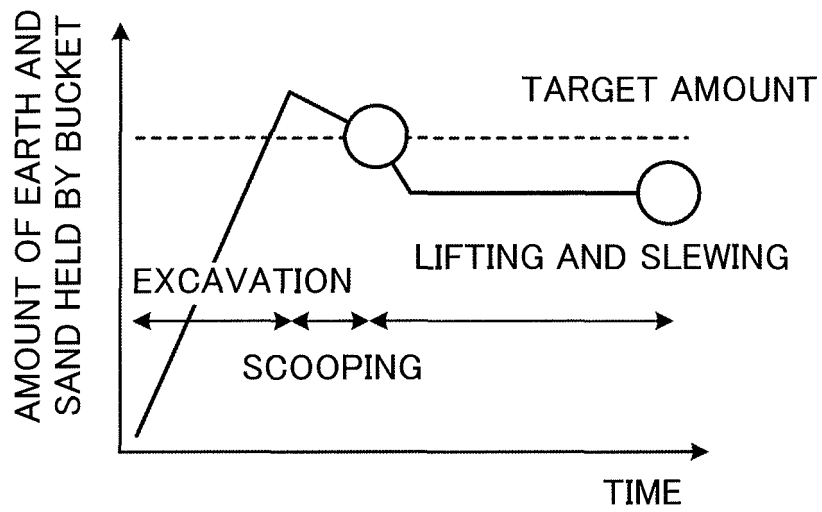 AMOUNT OF EARTH AND
SAND HELD BY BUCKET
TARGET AMOUNT
LIFTING AND SLEWING
EXCAVATION
SCOOPING
TIME